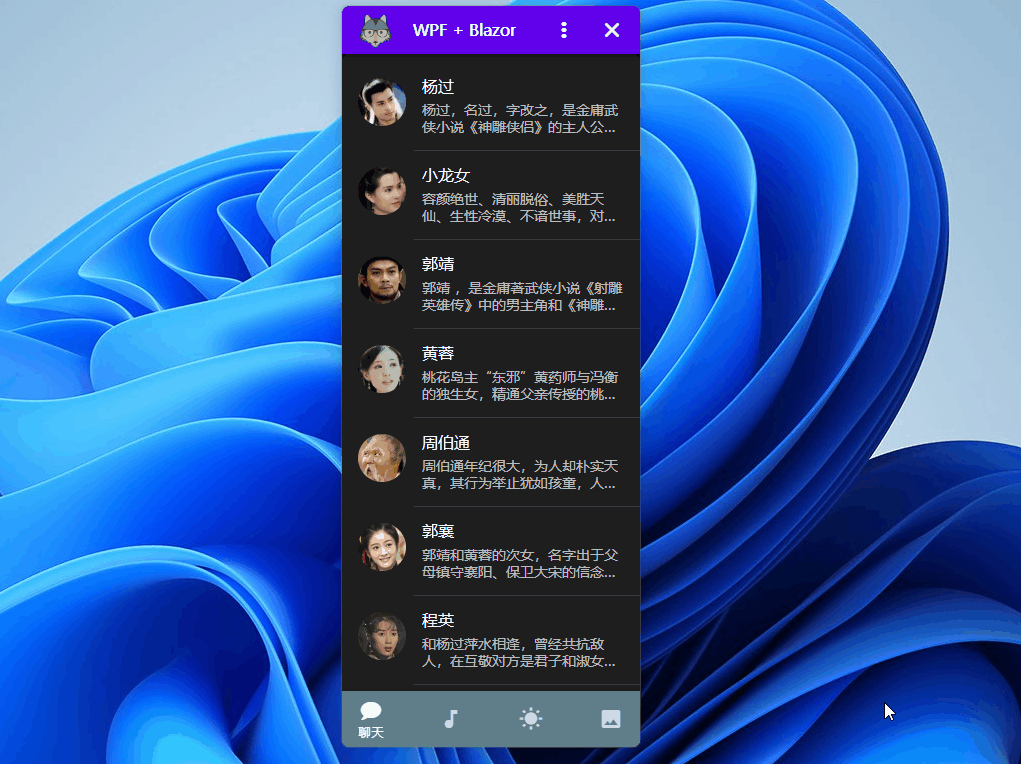 WPF + Blazor
杨过
杨过，名过，字改之，是金庸武
侠小说《神雕侠侣》的主人公...
小龙女
容颜绝世、清丽脱俗、美胜天
仙、生性冷漠、不谙世事，对...
郭靖
郭靖 ，是金庸著武侠小说《射雕
英雄传》中的男主角和《神雕...
黄蓉
桃花岛主“东邪”黄药师与冯衡
的独生女，精通父亲传授的桃...
周伯通
周伯通年纪很大，为人却朴实天
真，其行为举止犹如孩童，人...
郭襄
郭靖和黄蓉的次女，名字出于父
母镇守襄阳、保卫大宋的信念...
程英
和杨过萍水相逢，曾经共抗敌
人，在互敬对方是君子和淑女...
聊天